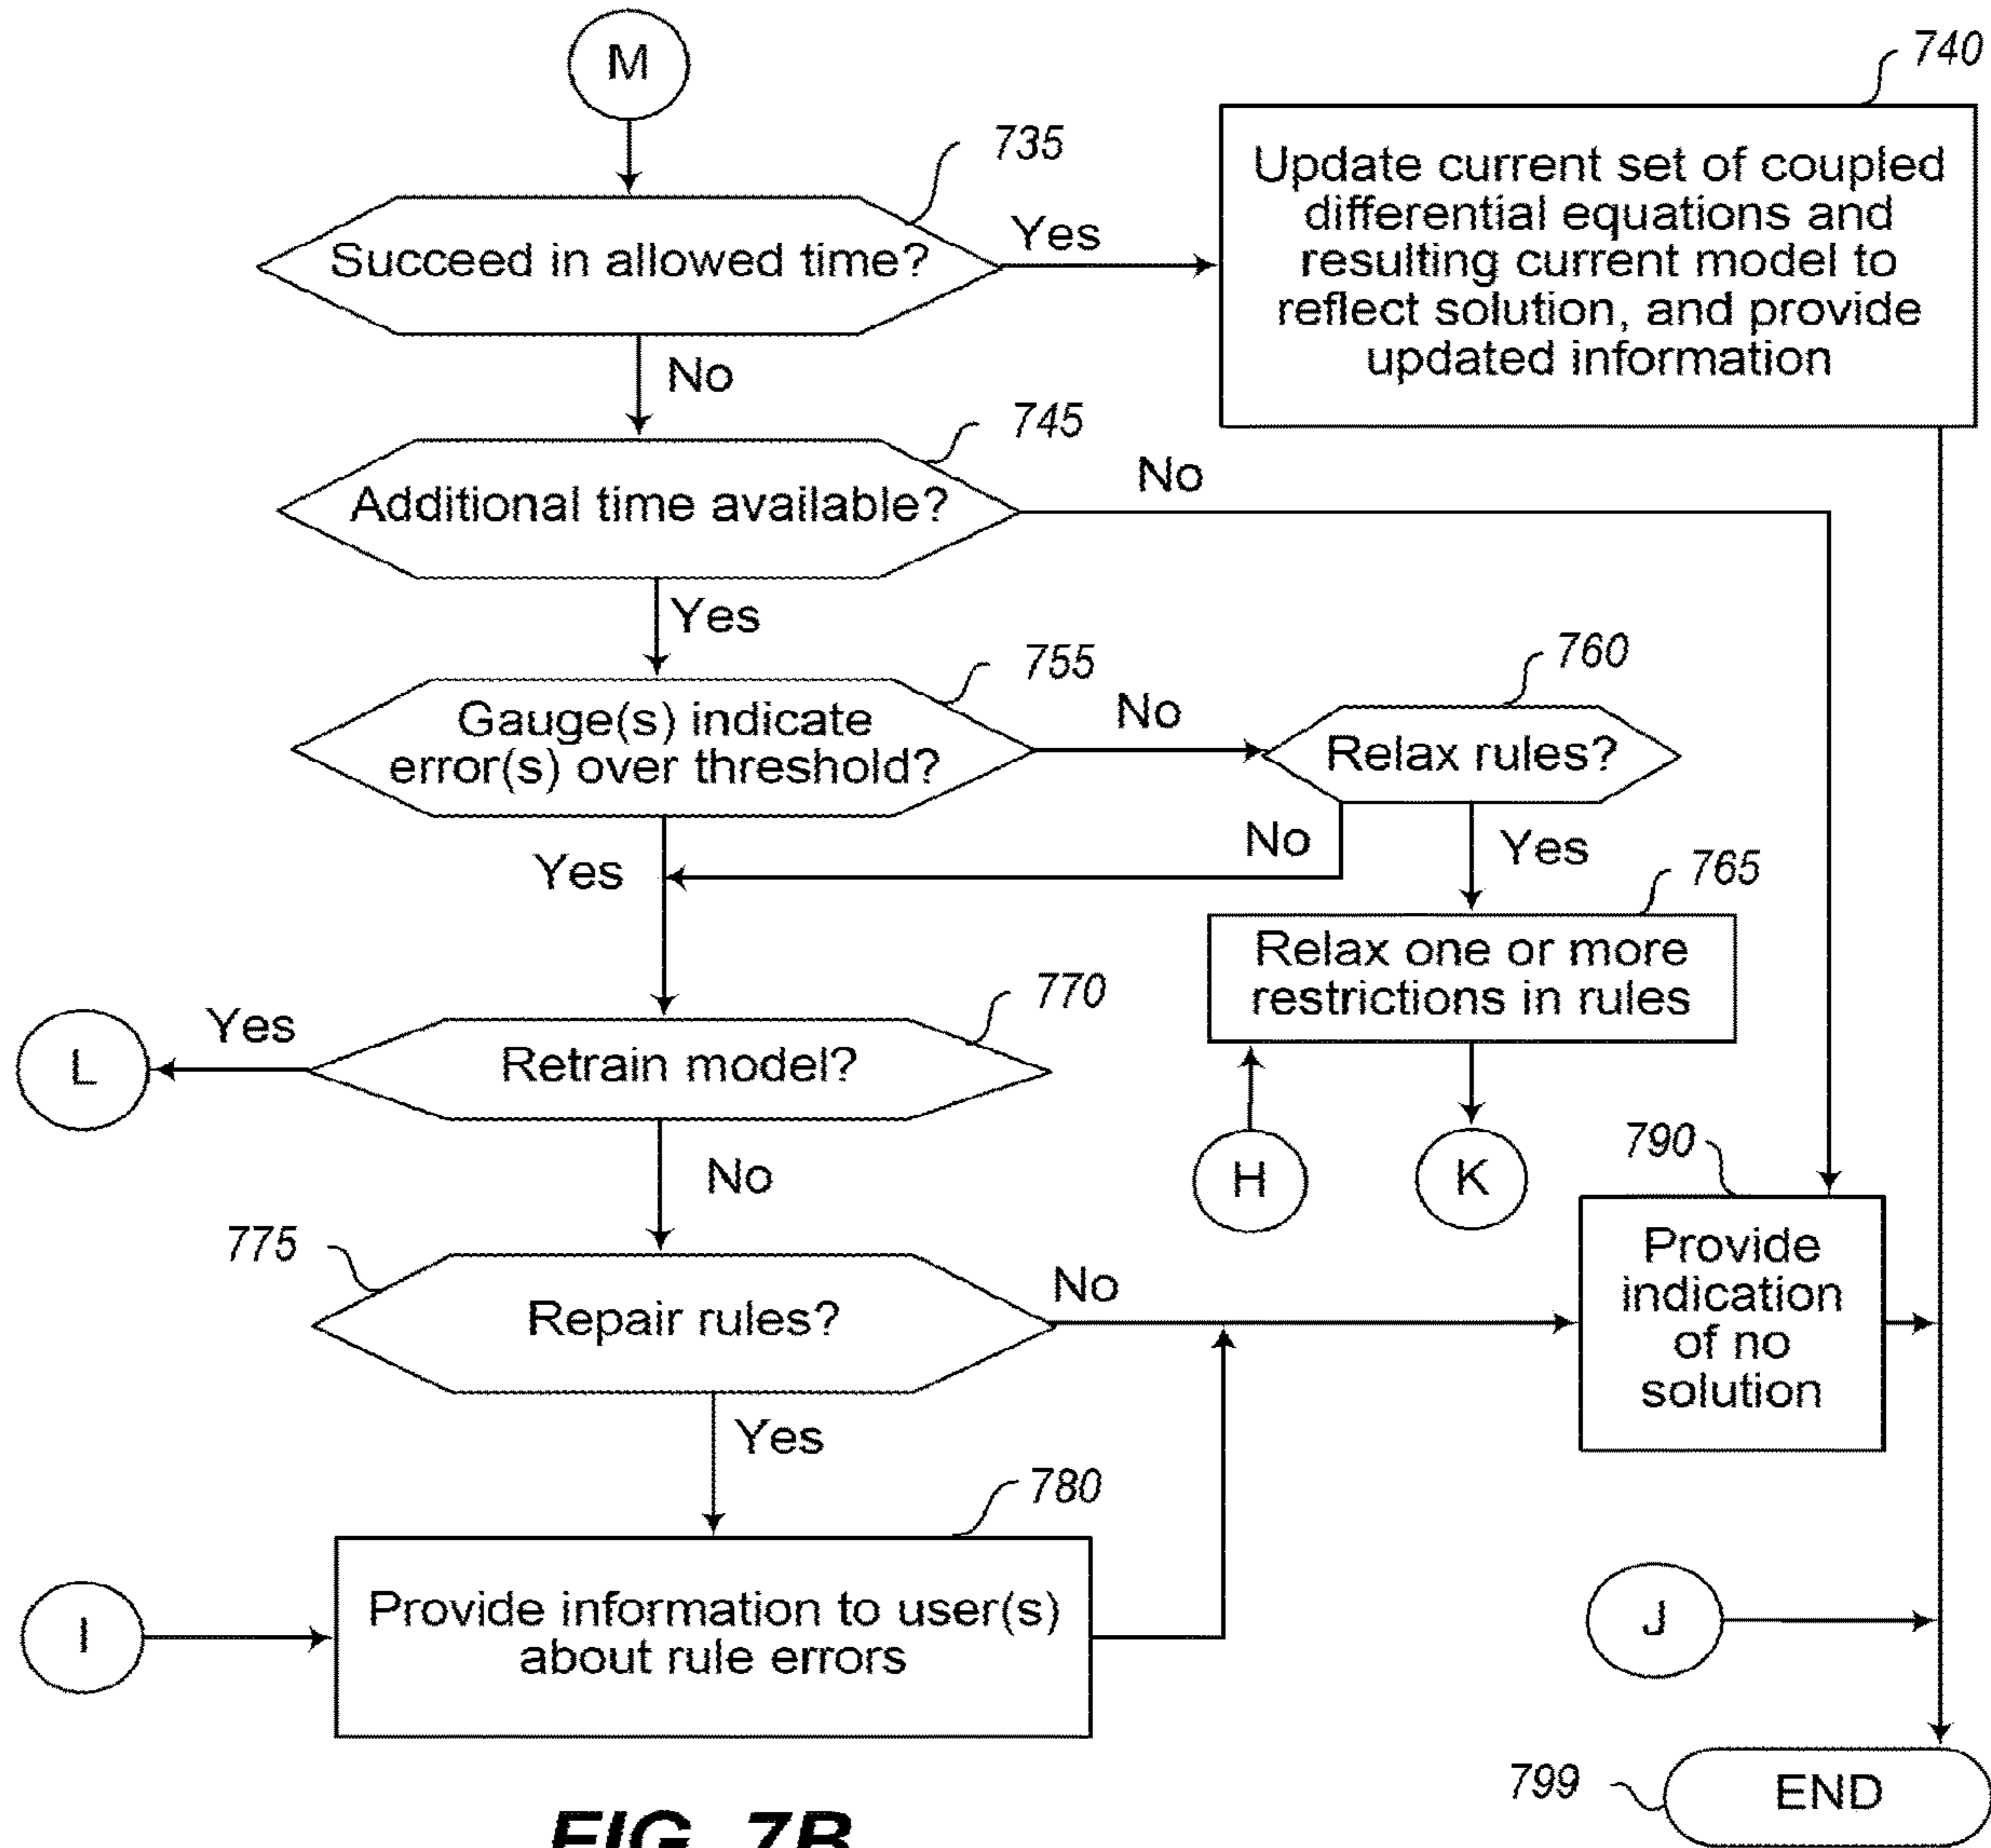 M
740
735
Update current set of coupled
differential equations and
resulting current model to
reflect solution, and provide
updated information
Succeed in allowed time?
Yes
No
745
Additional time available?
No
Yes
755
760
Gauge(s) indicate
error(s) over threshold?
No
Relax rules?
Yes
No
Yes
765
Relax one or more
restrictions in rules
770
L
Yes
Retrain model?
No
H
K
790
775
Repair rules?
No
Provide
indication
of no
solution
Yes
780
I
Provide information to user(s)
about rule errors
J
799
END
FIG. 7B